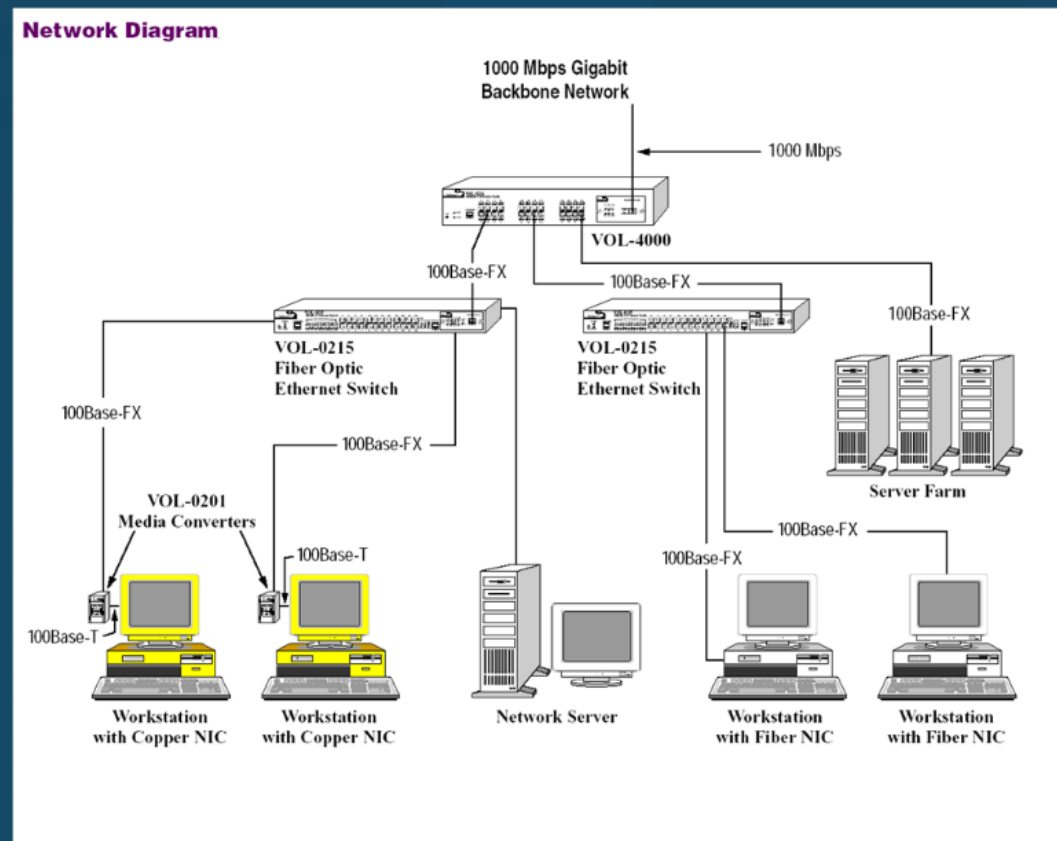 Network Diagram
1000 Mbps Gigabit
Backbone Network
1000 Mbps
VOL-4000
100Base-FX
100Base-FX
100Base-FX
VOL-0215
Fiber Optic
Ethernet Switch
VOL-0215
Fiber Optic
Ethernet Switch
100Base-FX
100Base-FX
Server Farm
VOL-0201
Media Converters
100Base-FX
100Base-T
100Base-FX
100Base-T
Workstation
with Copper NIC
Workstation
with Copper NIC
Network Server
Workstation
with Fiber NIC
Workstation
with Fiber NIC